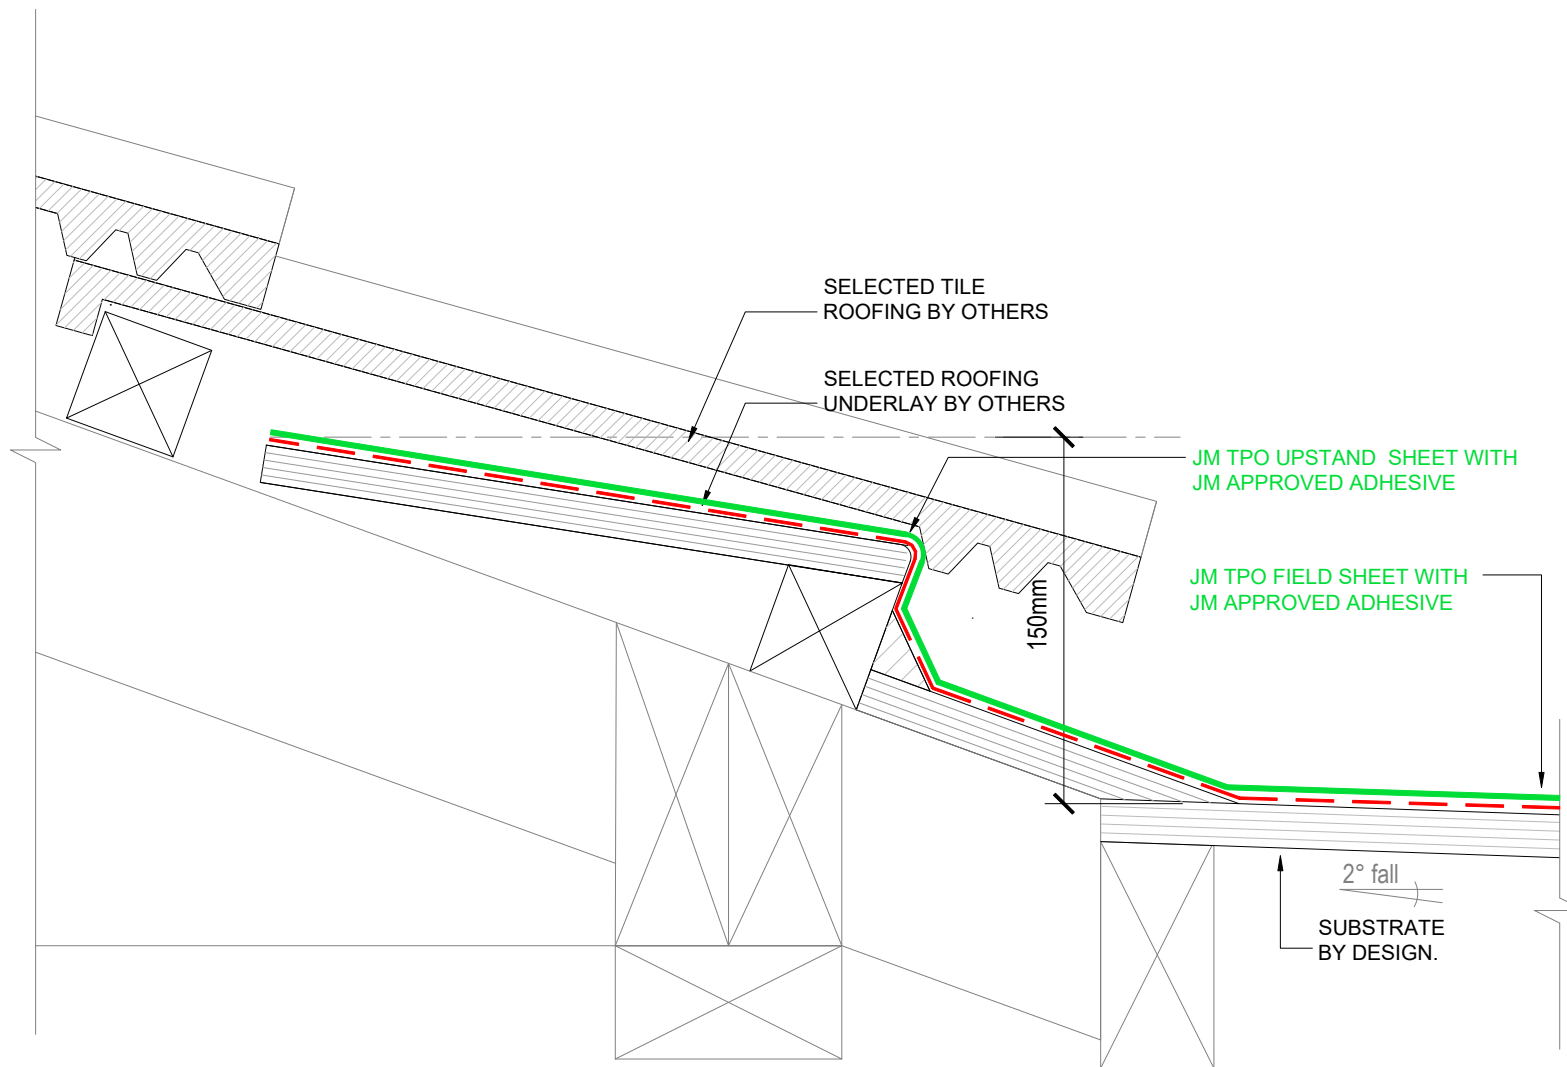 SELECTED TILE
ROOFING BY OTHERS
SELECTED ROOFING
UNDERLAY BY OTHERS
JM TPO UPSTAND SHEET WITH
JM APPROVED ADHESIVE
JM TPO FIELD SHEET WITH
JM APPROVED ADHESIVE
150mm
2° fall
SUBSTRATE
BY DESIGN.